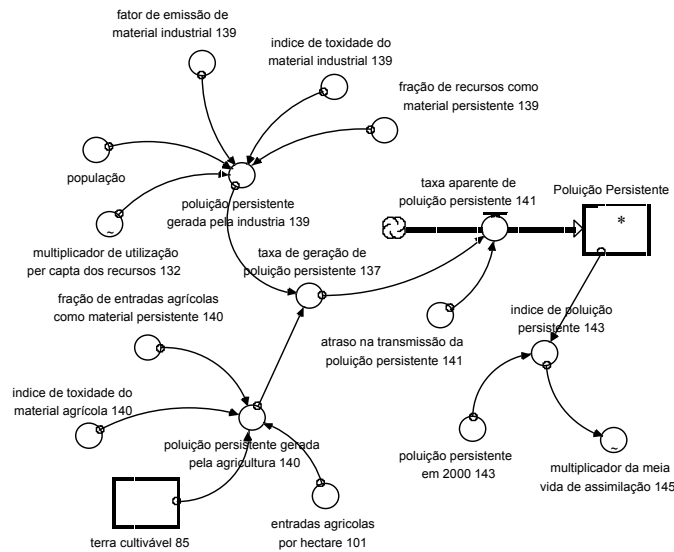 fator de emissão de
material industrial 139
indice de toxidade do
material industrial 139
fração de recursos como
material persistente 139
população
poluição persistente
gerada pela industria 139
multiplicador de utilização
per capta dos recursos 132
~
taxa aparente de
poluição persistente 141
Poluição Persistente
*
taxa de geração de
poluição persistente 137
fração de entradas agrícolas
como material persistente 140
atraso na transmissão da
poluição persistente 141
indice de poluição
persistente 143
indice de toxidade do
material agrícola 140
poluição persistente gerada
pela agricultura 140
poluição persistente
em 2000 143
~
multiplicador da meia
vida de assimilação 145
terra cultivável 85
entradas agricolas
por hectare 101